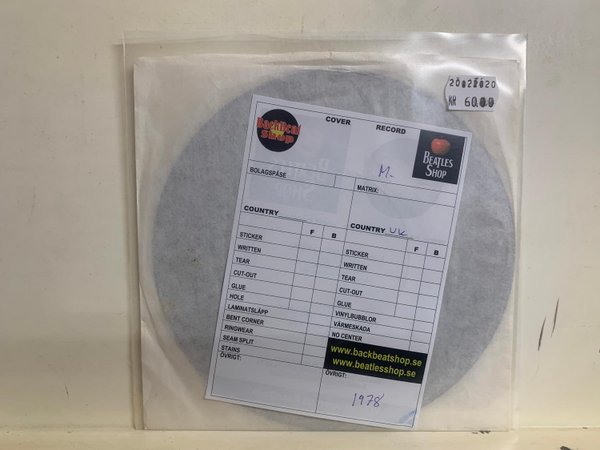 20022020
KR 60,00
COVER RECORD
BackBeat Shop
BEATLES SHOP
M-
BOLAGSPÅSE MATRIX:
COUNTRY COUNTRY UK
F B F B
STICKER STICKER
WRITTEN WRITTEN
TEAR TEAR
CUT-OUT CUT-OUT
GLUE GLUE
HOLE VINYLBUBBLOR
LAMINATSLÄPP VÄRMESKADA
BENT CORNER NO CENTER
RINGWEAR
SEAM SPLIT
STAINS
www.backbeatshop.se
www.beatlesshop.se
ÖVRIGT: ÖVRIGT:
1978